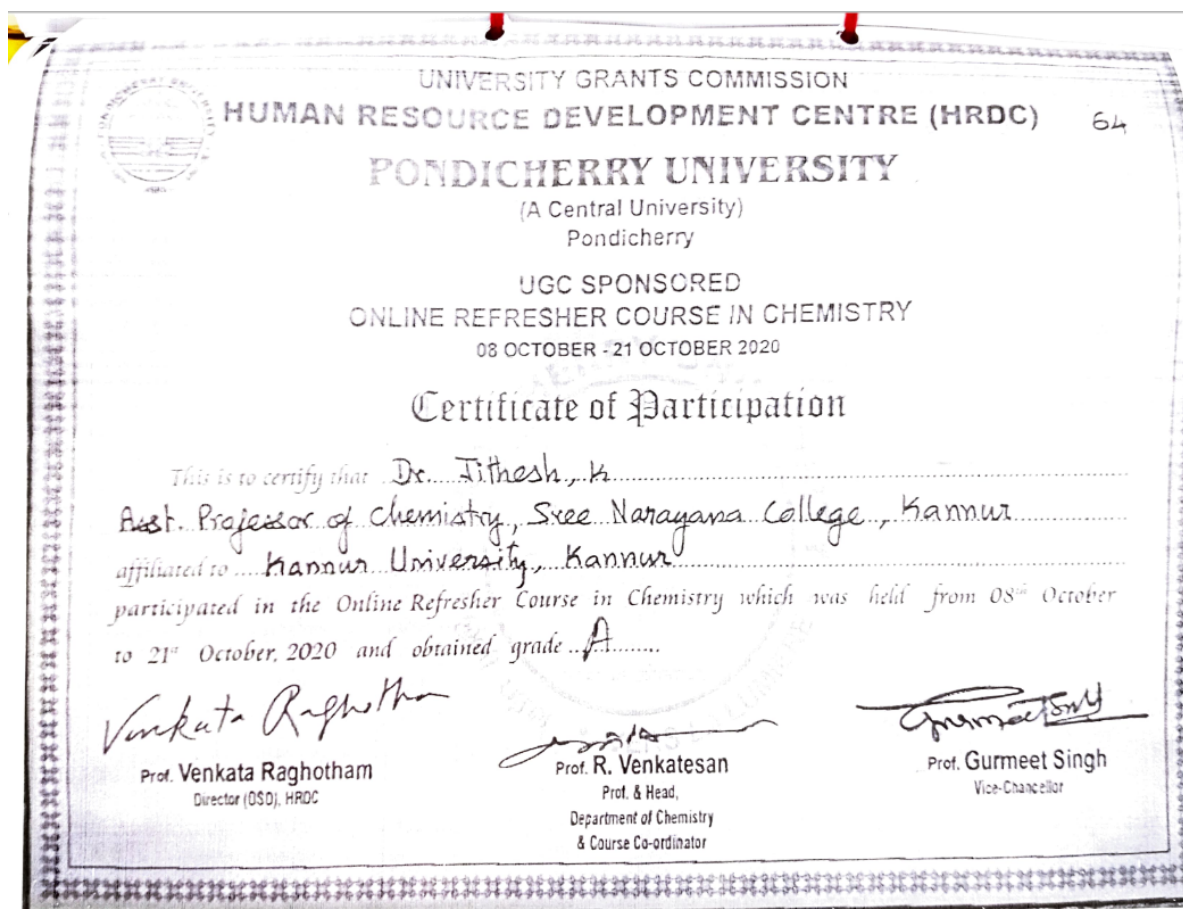 UNIVERSITY GRANTS COMMISSION
HUMAN RESOURCE DEVELOPMENT CENTRE (HRDC)
64
PONDICHERRY UNIVERSITY
(A Central University)
Pondicherry
UGC SPONSORED
ONLINE REFRESHER COURSE IN CHEMISTRY
08 OCTOBER - 21 OCTOBER 2020
Certificate of Participation
This is to certify that Dr. Jithesh, K
Asst. Professor of Chemistry, Sree Narayana College, Kannur
affiliated to Kannur University, Kannur
participated in the Online Refresher Course in Chemistry which was held from 08th October
to 21st October, 2020 and obtained grade A
Venkata Raghotham
Gurmeet Singh
Prof. Venkata Raghotham
Director (OSD), HRDC
Prof. R. Venkatesan
Prof. & Head,
Department of Chemistry
& Course Co-ordinator
Prof. Gurmeet Singh
Vice-Chancellor